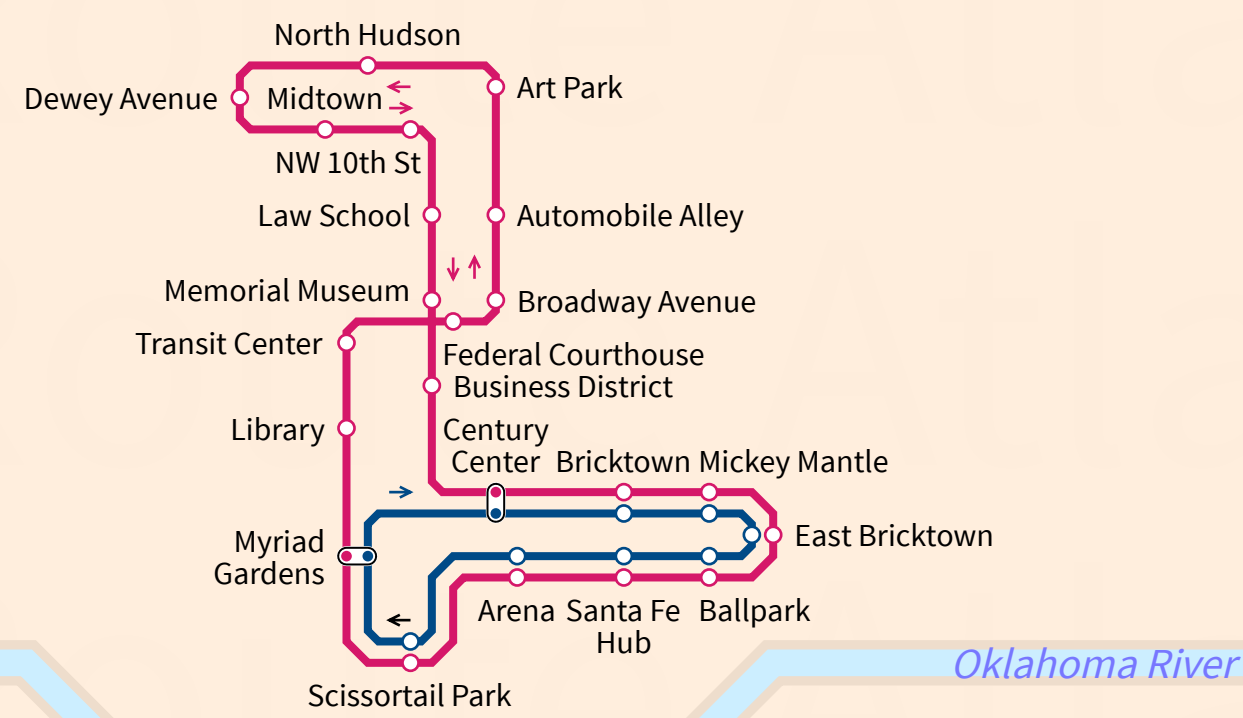 North Hudson
Art Park
Dewey Avenue
Midtown
NW 10th St
Law School
Automobile Alley
Memorial Museum
Broadway Avenue
Transit Center
Federal Courthouse
Business District
Library
Century
Center
Bricktown
Mickey Mantle
East Bricktown
Myriad
Gardens
Arena
Santa Fe
Hub
Ballpark
Oklahoma River
Scissortail Park